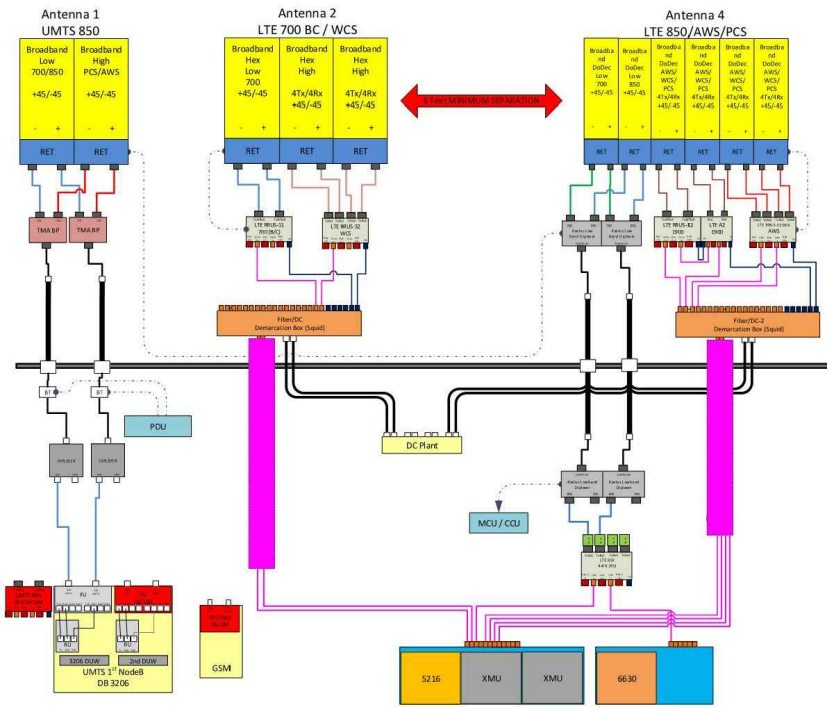 Antenna 1
UMTS 850
Antenna 2
LTE 700 BC / WCS
Antenna 4
LTE 850/AWS/PCS
Broadband
Low
700/850
+45/-45
- +
Broadband
High
PCS/AWS
+45/-45
- +
Broadband
Hex
Low
700
+45/-45
- +
Broadband
Hex
High
4Tx/4Rx
+45/-45
Broadband
Hex
High
4Tx/4Rx
+45/-45
- +
6 Feet MINIMUM SEPARATION
Broadba
nd
DoDec
Low
700
+45/-45
- +
Broadba
nd
DoDec
Low
850
+45/-45
Broadba
nd
DoDec
AWS/
WCS/
PCS
4Tx/4Rx
+45/-45
- +
Broadba
nd
DoDec
AWS/
WCS/
PCS
4Tx/4Rx
+45/-45
- +
Broadba
nd
DoDec
AWS/
WCS/
PCS
4Tx/4Rx
+45/-45
- +
Broadba
nd
DoDec
AWS/
WCS/
PCS
4Tx/4Rx
+45/-45
- +
RET
RET
RET
RET
RET
RET
RET
RET
RET
RET
RET
TMA BP
TMA BP
LTE RRUS-11
700 (B/C)
LTE RRUS-32
WCS
LTE RRUS-B2
1900
LTE A2
1900
AWS
Fiber/DC
Demarcation Box (Squid)
Fiber/DC-2
Demarcation Box (Squid)
BT
BT
PDU
DC Plant
MCU / CCU
FU
RU
RU
3206 DUW
2nd DUW
UMTS 1st NodeB
DB 3206
GSM
5216
XMU
XMU
6630